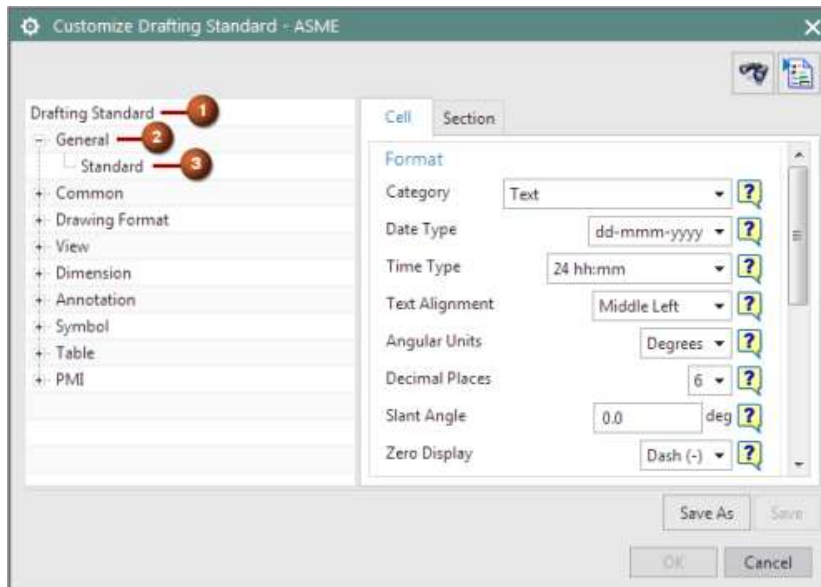 Customize Drafting Standard - ASME
Drafting Standard 1
General 2
Standard 3
Common
Drawing Format
View
Dimension
Annotation
Symbol
Table
PMI
Cell Section
Format
Category Text ?
Date Type dd-mmm-yyyy ?
Time Type 24 hh:mm ?
Text Alignment Middle Left ?
Angular Units Degrees ?
Decimal Places 6 ?
Slant Angle 0.0 deg ?
Zero Display Dash (-) ?
Save As Save
OK Cancel